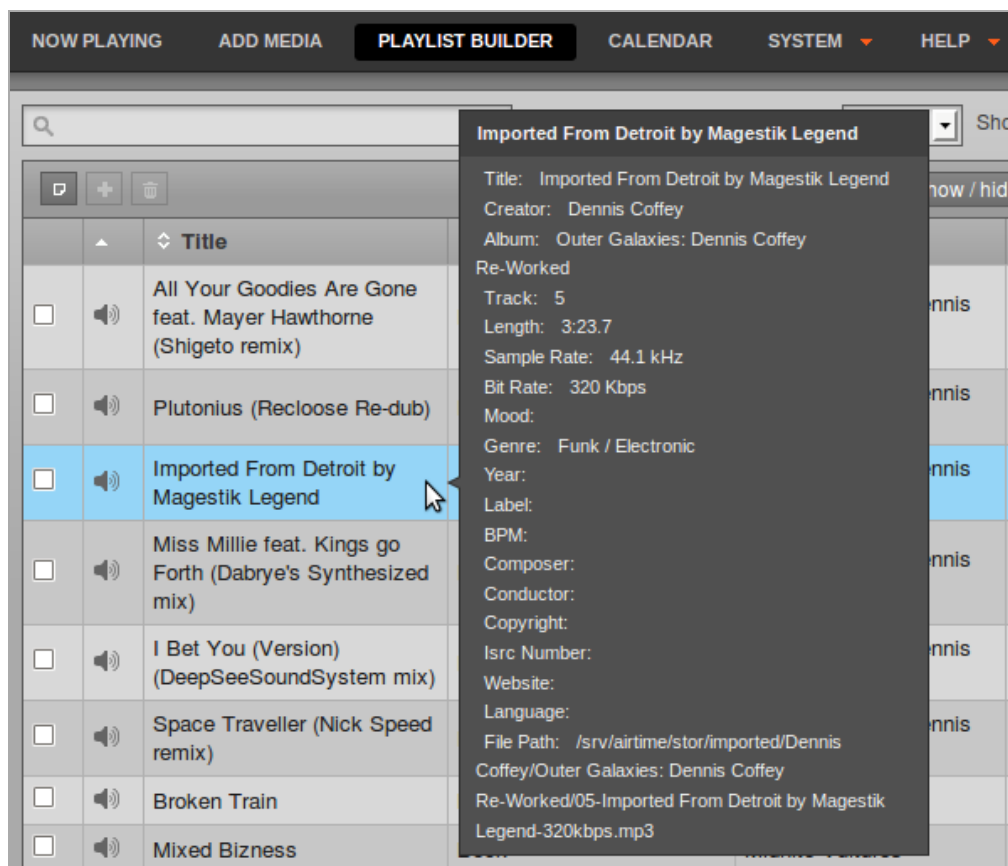 NOW PLAYING ADD MEDIA PLAYLIST BUILDER CALENDAR SYSTEM HELP
Sho
now / hid
Title
All Your Goodies Are Gone
feat. Mayer Hawthorne
(Shigeto remix)
nnis
Plutonius (Recloose Re-dub)
nnis
Imported From Detroit by
Magestik Legend
nnis
Miss Millie feat. Kings go
Forth (Dabrye's Synthesized
mix)
nnis
I Bet You (Version)
(DeepSeeSoundSystem mix)
nnis
Space Traveller (Nick Speed
remix)
nnis
Broken Train
Mixed Bizness
Imported From Detroit by Magestik Legend
Title: Imported From Detroit by Magestik Legend
Creator: Dennis Coffey
Album: Outer Galaxies: Dennis Coffey
Re-Worked
Track: 5
Length: 3:23.7
Sample Rate: 44.1 kHz
Bit Rate: 320 Kbps
Mood:
Genre: Funk / Electronic
Year:
Label:
BPM:
Composer:
Conductor:
Copyright:
Isrc Number:
Website:
Language:
File Path: /srv/airtime/stor/imported/Dennis
Coffey/Outer Galaxies: Dennis Coffey
Re-Worked/05-Imported From Detroit by Magestik
Legend-320kbps.mp3